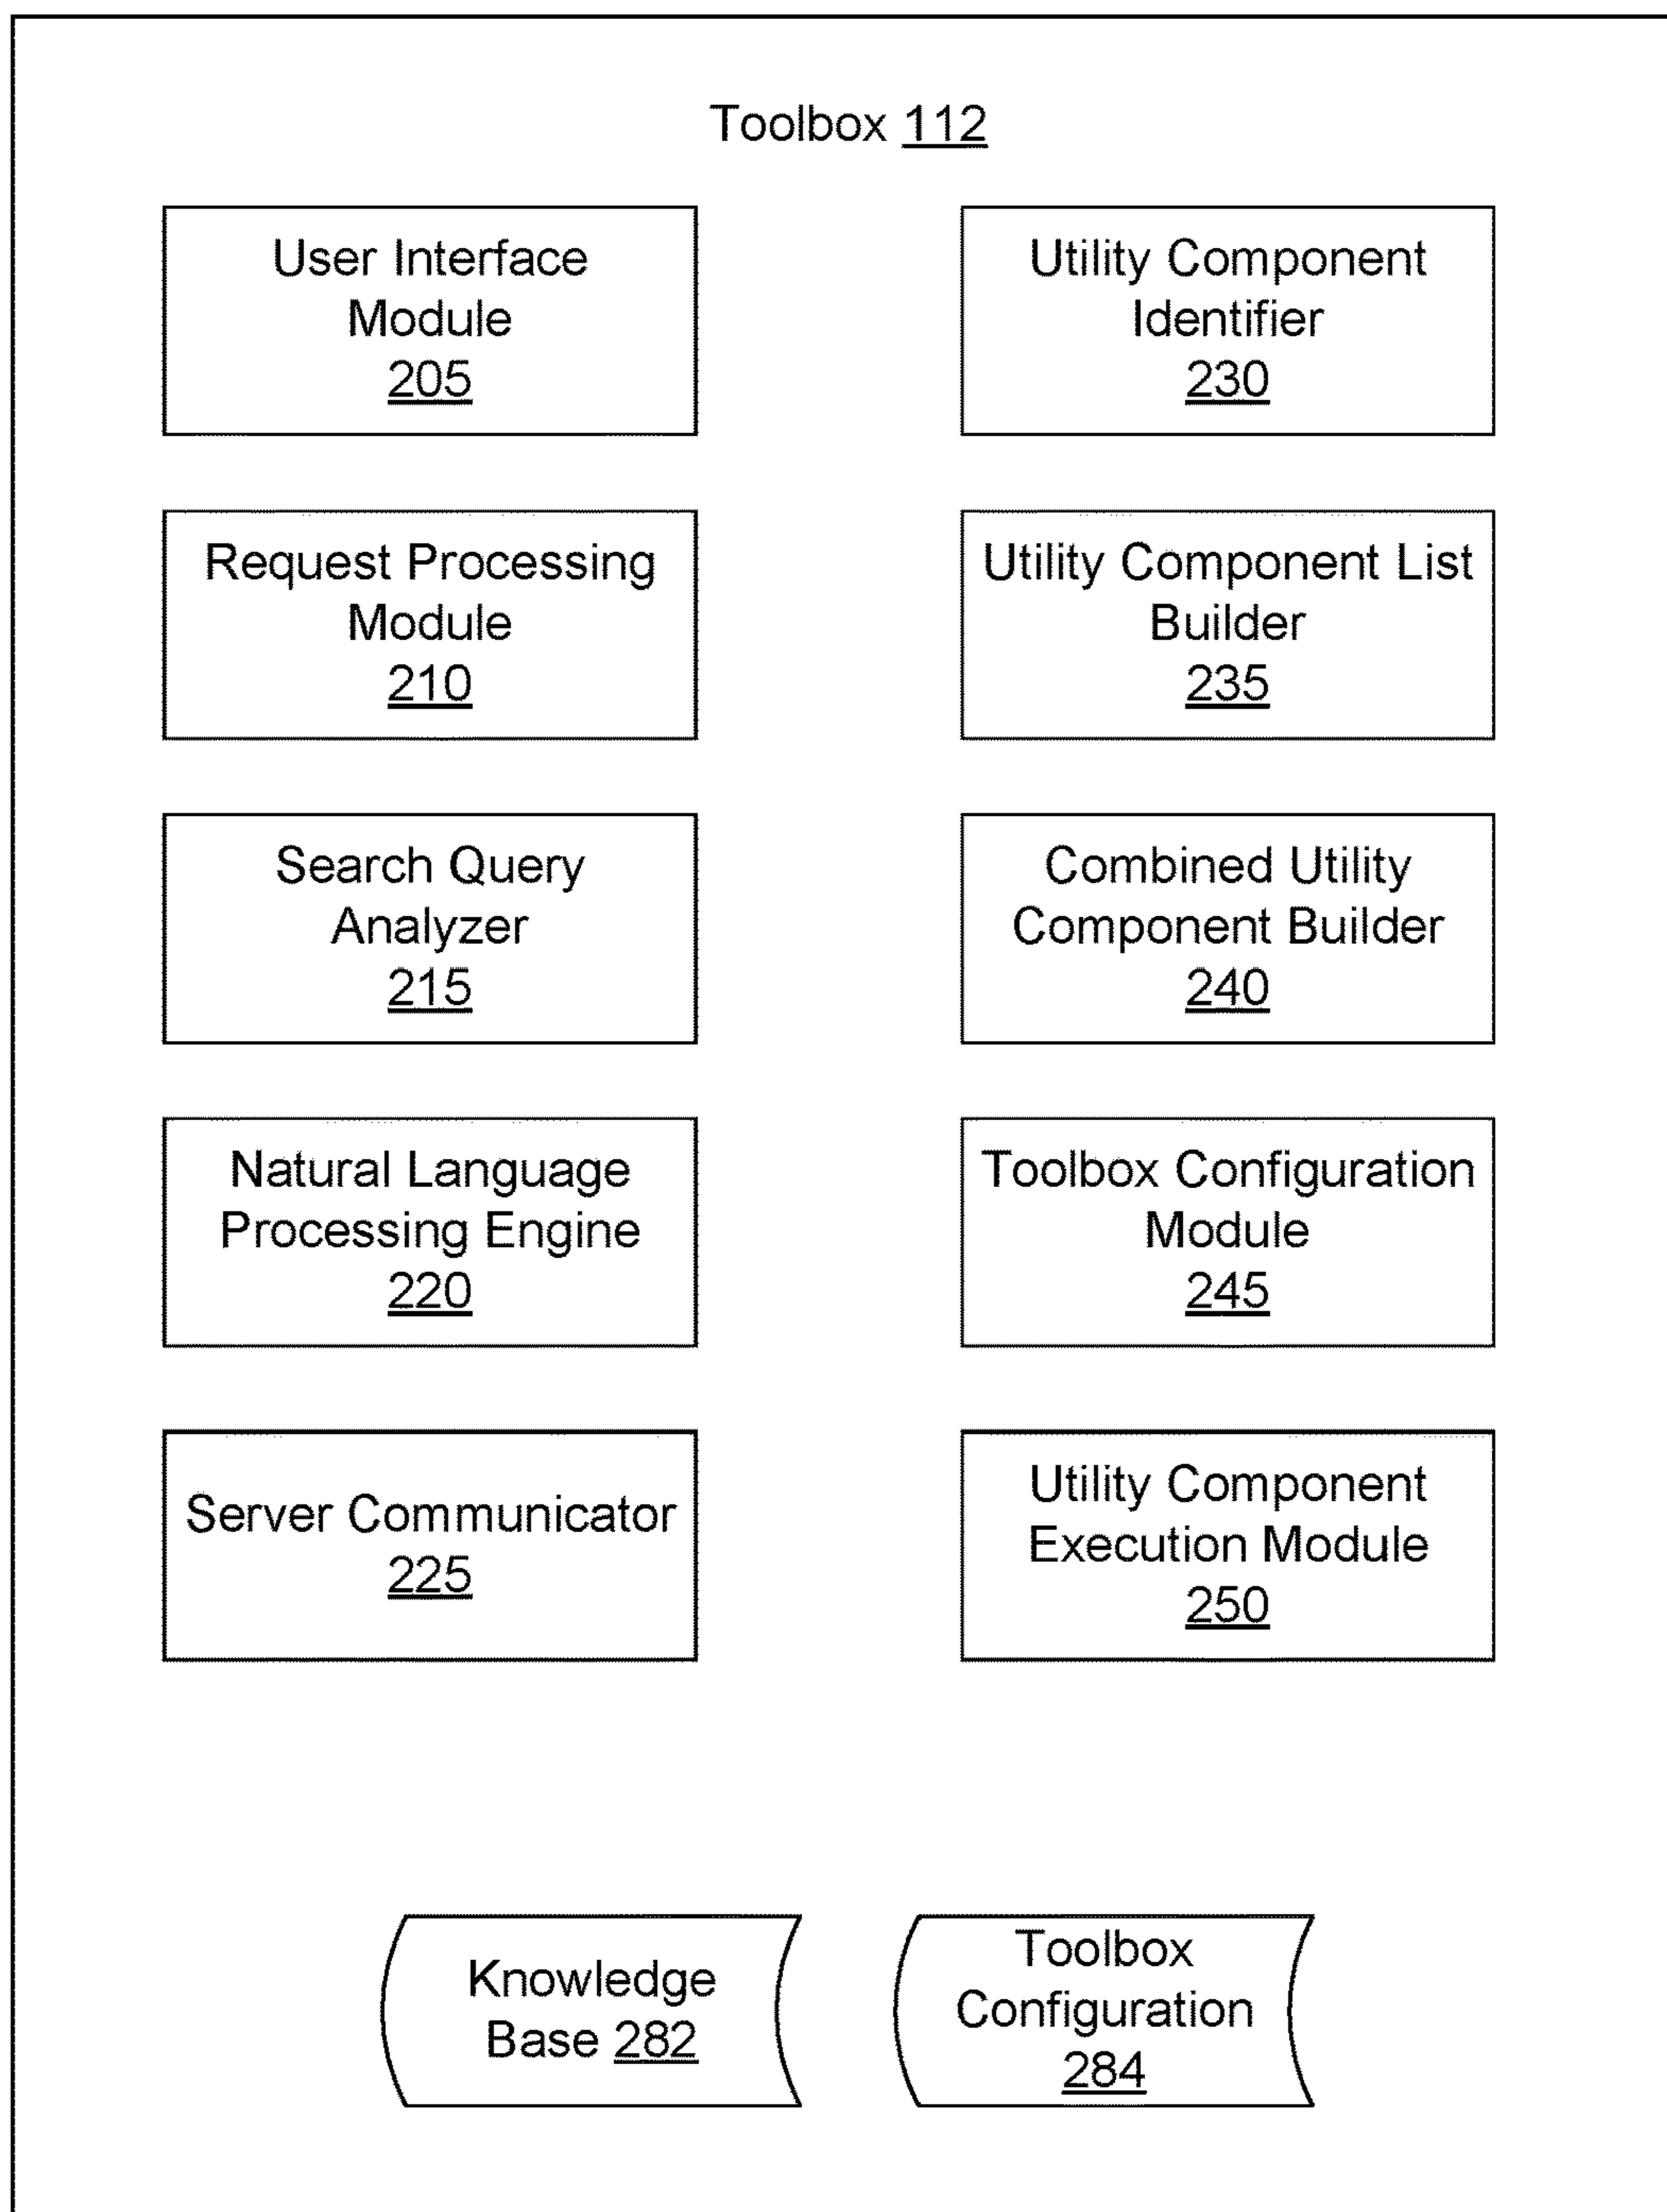 Toolbox 112
User Interface
Module
205
Utility Component
Identifier
230
Request Processing
Module
210
Utility Component List
Builder
235
Search Query
Analyzer
215
Combined Utility
Component Builder
240
Natural Language
Processing Engine
220
Toolbox Configuration
Module
245
Server Communicator
225
Utility Component
Execution Module
250
Knowledge
Base 282
Toolbox
Configuration
284